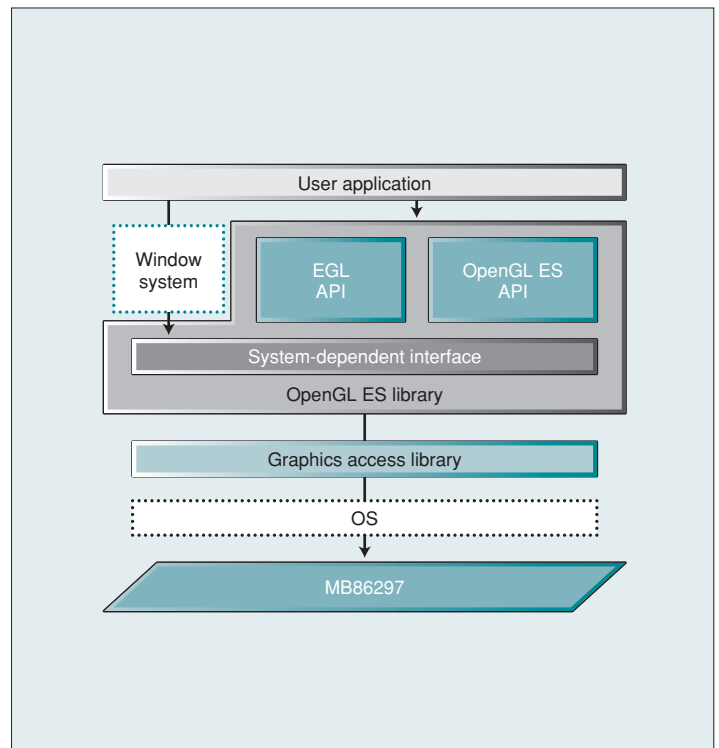 User application
Window
system
EGL
API
OpenGL ES
API
System-dependent interface
OpenGL ES library
Graphics access library
OS
MB86297